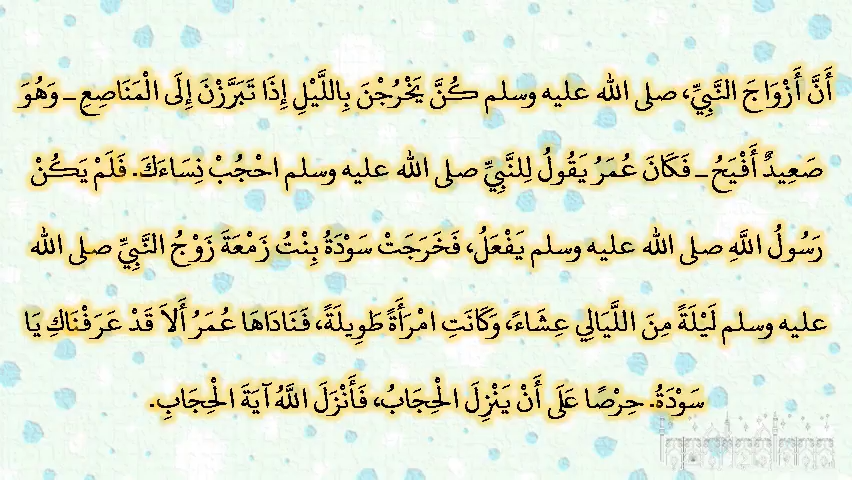 أَنَّ أَزْوَاجَ النَّبِيِّ، صلى الله عليه وسلم كُنَّ يَخْرُجْنَ بِاللَّيْلِ إِذَا تَبَرَّزْنَ إِلَى الْمَنَاصِعِ ـ وَهُوَ
صَعِيدٌ أَفْيَحُ ـ فَكَانَ عُمَرُ يَقُولُ لِلنَّبِيِّ صلى الله عليه وسلم احْجُبْ نِسَاءَكَ. فَلَمْ يَكُنْ
رَسُولُ اللَّهِ صلى الله عليه وسلم يَفْعَلُ، فَخَرَجَتْ سَوْدَةُ بِنْتُ زَمْعَةَ زَوْجُ النَّبِيِّ صلى الله
عليه وسلم لَيْلَةً مِنَ اللَّيَالِي عِشَاءً، وَكَانَتِ امْرَأَةً طَوِيلَةً، فَنَادَاهَا عُمَرُ أَلاَ قَدْ عَرَفْنَاكِ يَا
سَوْدَةُ. حِرْصًا عَلَى أَنْ يَنْزِلَ الْحِجَابُ، فَأَنْزَلَ اللَّهُ آيَةَ الْحِجَابِ.